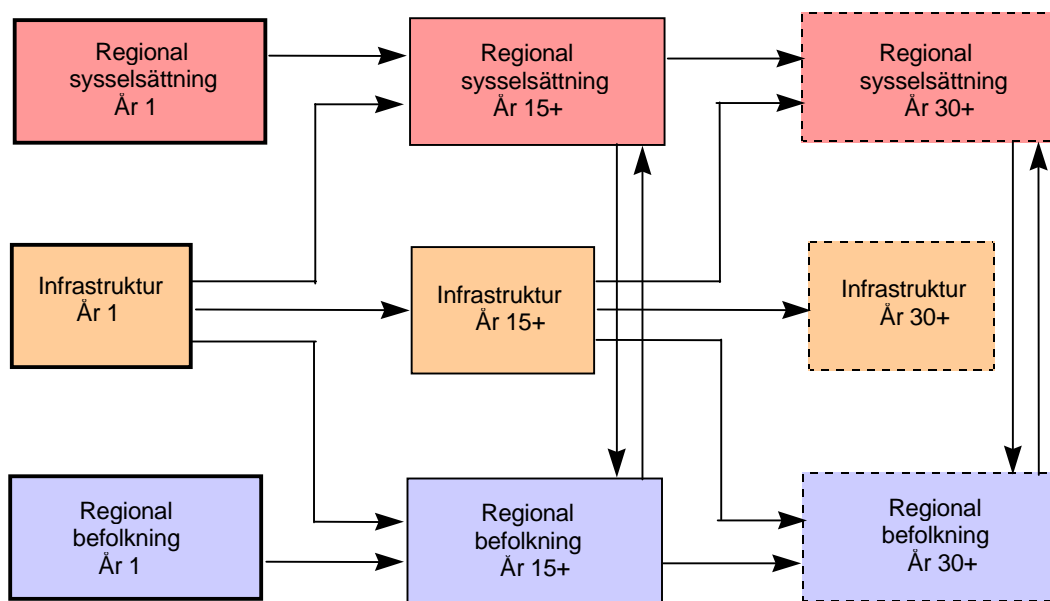 Regional
sysselsättning
År 1
Regional
sysselsättning
År 15+
Regional
sysselsättning
År 30+
Infrastruktur
År 1
Infrastruktur
År 15+
Infrastruktur
År 30+
Regional
befolkning
År 1
Regional
befolkning
År 15+
Regional
befolkning
År 30+